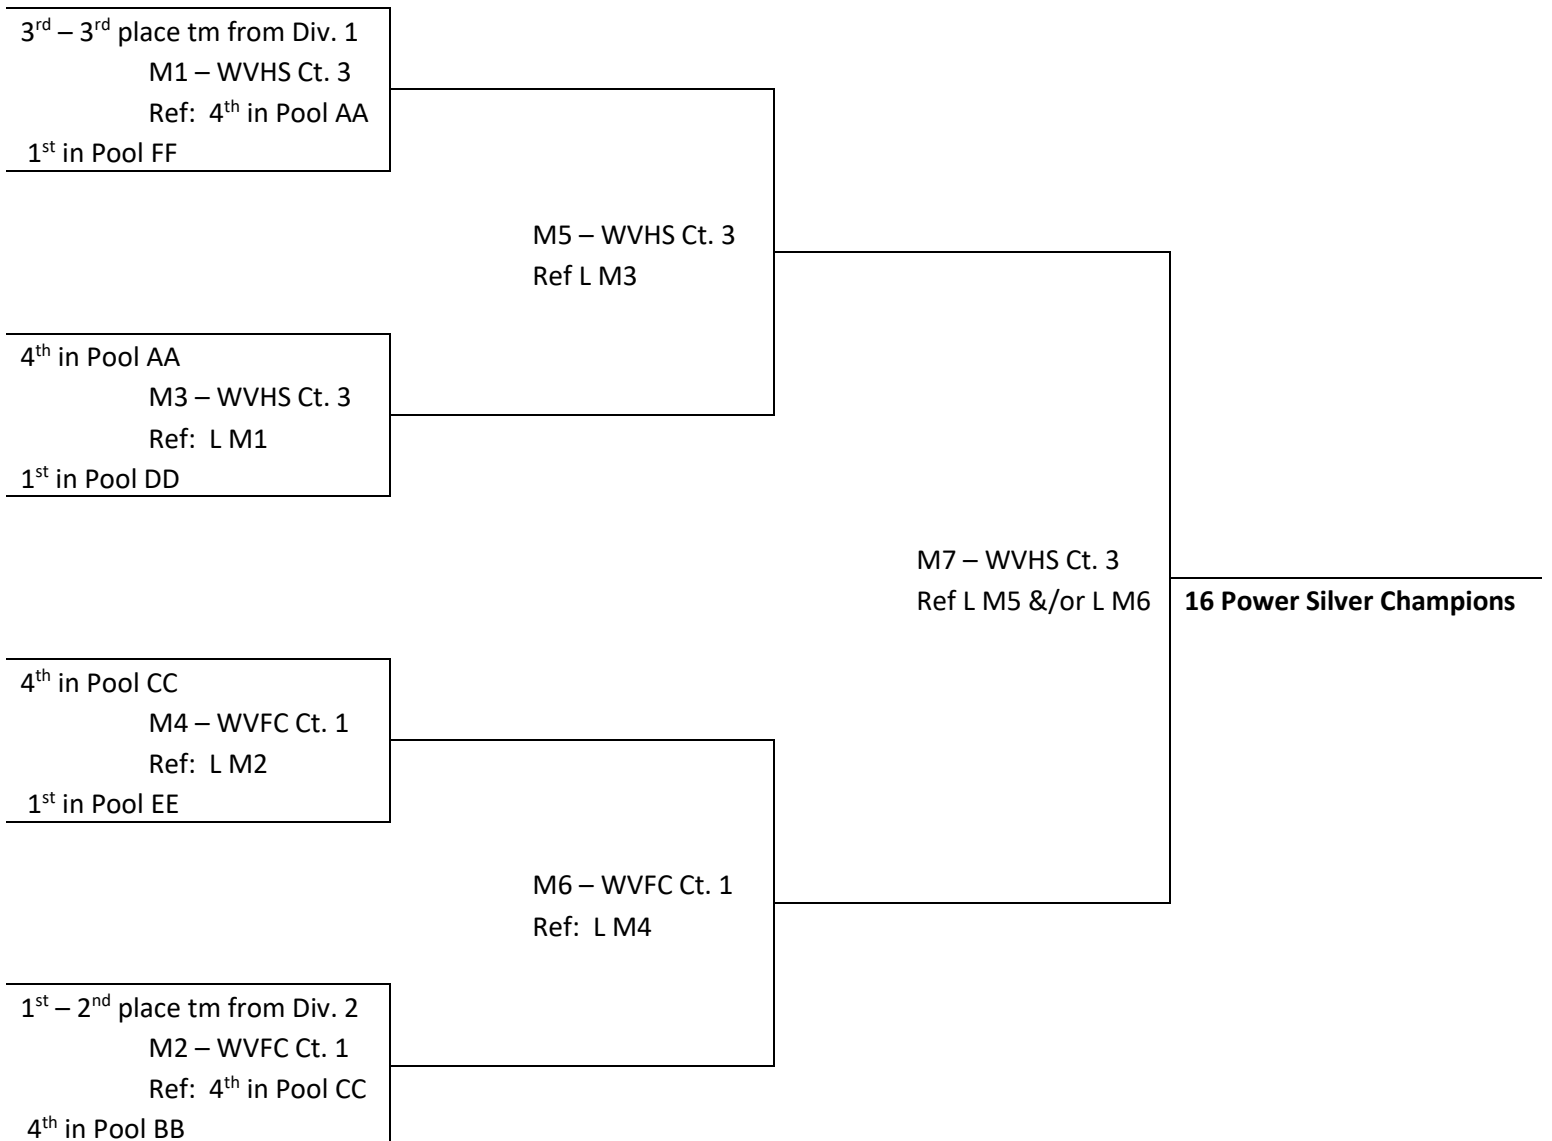 3rd – 3rd place tm from Div. 1
M1 – WVHS Ct. 3
Ref: 4th in Pool AA
1st in Pool FF
M5 – WVHS Ct. 3
Ref L M3
4th in Pool AA
M3 – WVHS Ct. 3
Ref: L M1
1st in Pool DD
M7 – WVHS Ct. 3
Ref L M5 &/or L M6
16 Power Silver Champions
4th in Pool CC
M4 – WVFC Ct. 1
Ref: L M2
1st in Pool EE
M6 – WVFC Ct. 1
Ref: L M4
1st – 2nd place tm from Div. 2
M2 – WVFC Ct. 1
Ref: 4th in Pool CC
4th in Pool BB